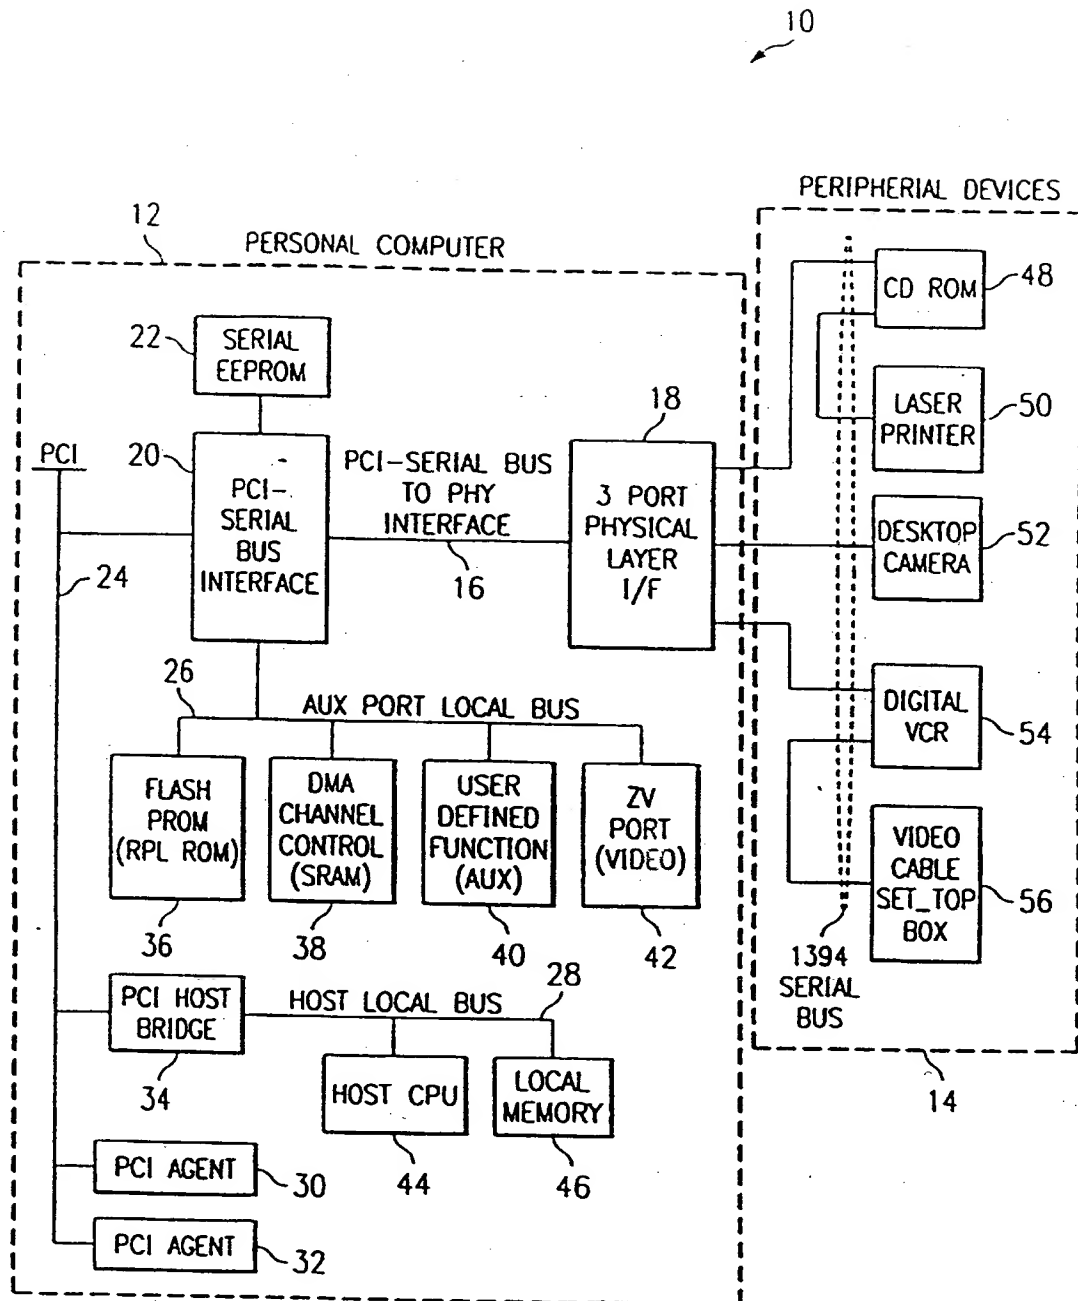 10
PERIPHERIAL DEVICES
12
PERSONAL COMPUTER
CD ROM
48
22
SERIAL
EEPROM
18
LASER
PRINTER
50
PCI
20
PCI-
SERIAL
BUS
INTERFACE
PCI-SERIAL BUS
TO PHY
INTERFACE
16
3 PORT
PHYSICAL
LAYER
I/F
DESKTOP
CAMERA
52
24
26
AUX PORT LOCAL BUS
DIGITAL
VCR
54
FLASH
PROM
(RPL ROM)
36
DMA
CHANNEL
CONTROL
(SRAM)
38
USER
DEFINED
FUNCTION
(AUX)
40
ZV
PORT
(VIDEO)
42
VIDEO
CABLE
SET_TOP
BOX
56
1394
SERIAL
BUS
PCI HOST
BRIDGE
34
HOST LOCAL BUS
28
HOST CPU
44
LOCAL
MEMORY
46
14
PCI AGENT
30
PCI AGENT
32